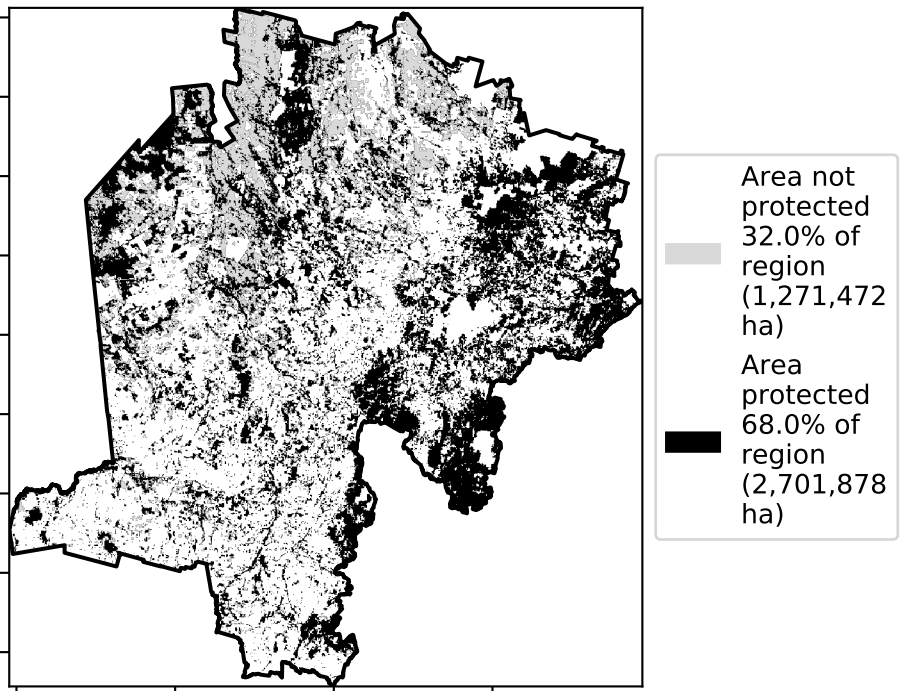 Area not
protected
32.0% of
region
(1,271,472
ha)
Area
protected
68.0% of
region
(2,701,878
ha)